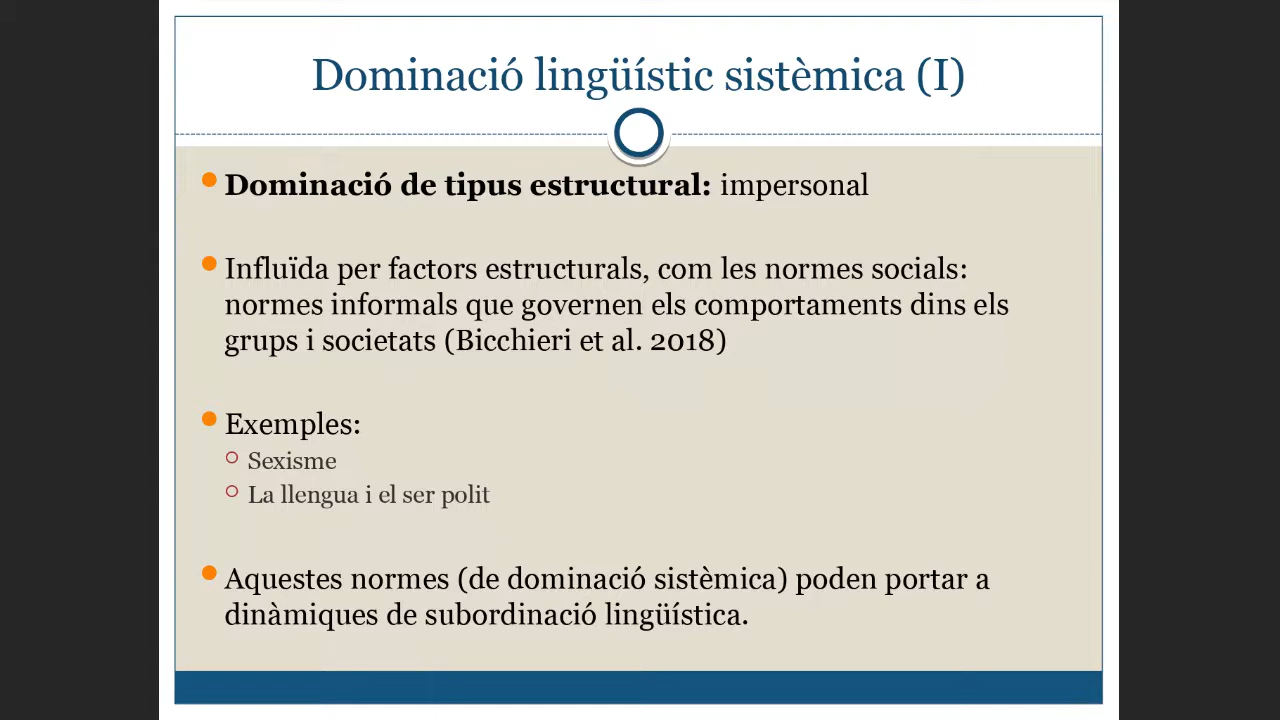 Dominació lingüístic sistèmica (I)
Dominació de tipus estructural: impersonal
Influïda per factors estructurals, com les normes socials:
normes informals que governen els comportaments dins els
grups i societats (Bicchieri et al. 2018)
Exemples:
Sexisme
La llengua i el ser polit
Aquestes normes (de dominació sistèmica) poden portar a
dinàmiques de subordinació lingüística.